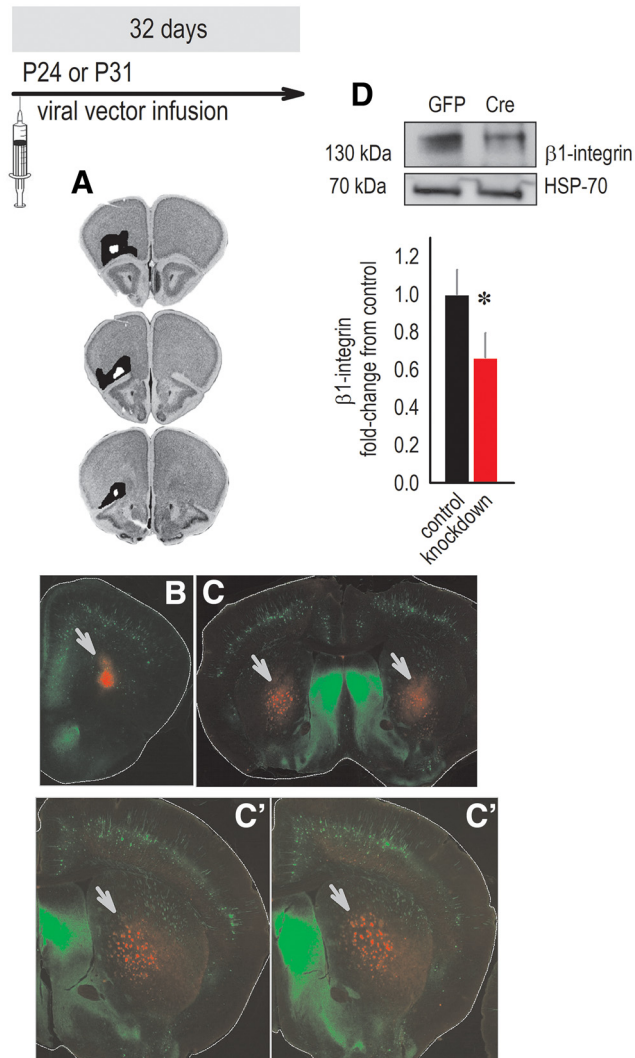 32 days
P24 or P31
viral vector infusion
A
D
GFP Cre
130 kDa
β1-integrin
70 kDa
HSP-70
β1-integrin
fold-change from control
1.2
1.0
0.8
0.6
0.4
0.2
0.0
*
control
knockdown
B
C
C'
C'